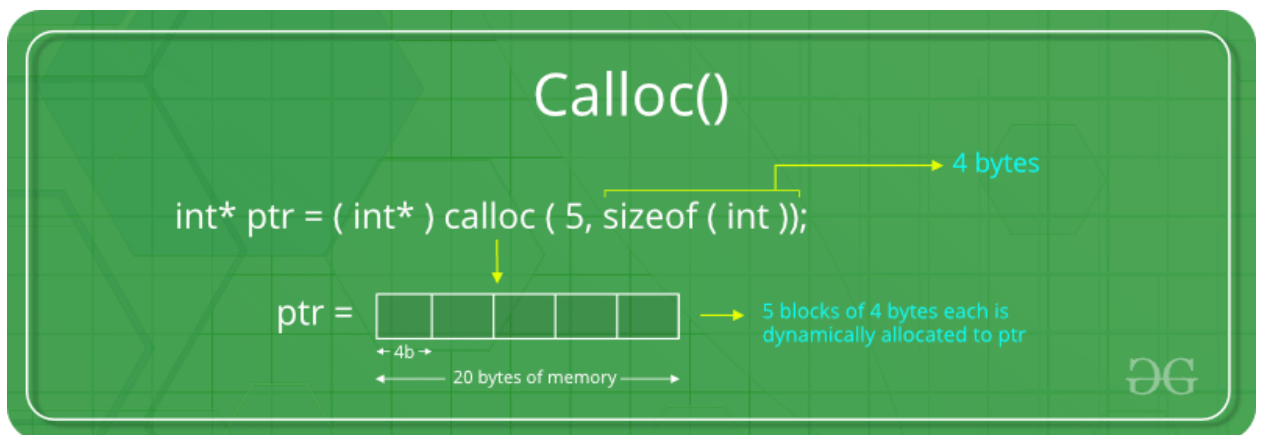 Calloc()
4 bytes
int* ptr = ( int* ) calloc ( 5, sizeof ( int ));
ptr =
5 blocks of 4 bytes each is
dynamically allocated to ptr
4b
20 bytes of memory